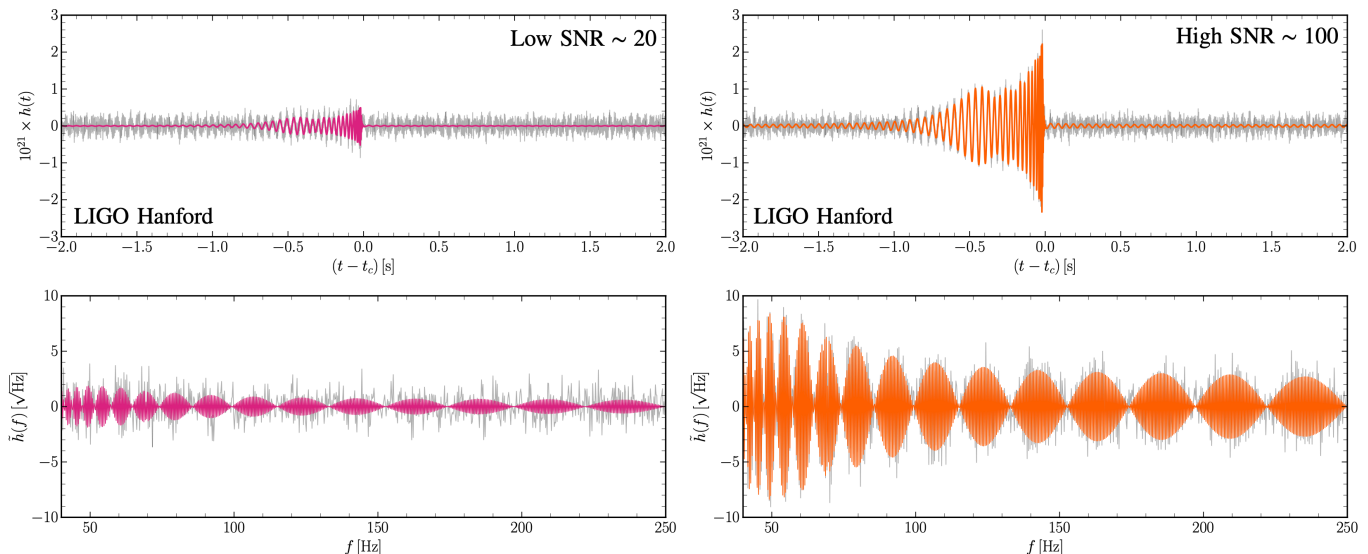 3
2
1
0
−1
−2
−3
10²¹ × h(t)
Low SNR ∼ 20
LIGO Hanford
−2.0 −1.5 −1.0 −0.5 0.0 0.5 1.0 1.5 2.0
(t − t_c) [s]
3
2
1
0
−1
−2
−3
10²¹ × h(t)
High SNR ∼ 100
LIGO Hanford
−2.0 −1.5 −1.0 −0.5 0.0 0.5 1.0 1.5 2.0
(t − t_c) [s]
10
5
0
−5
−10
h̃(f) [√Hz]
50 100 150 200 250
f [Hz]
10
5
0
−5
−10
h̃(f) [√Hz]
50 100 150 200 250
f [Hz]